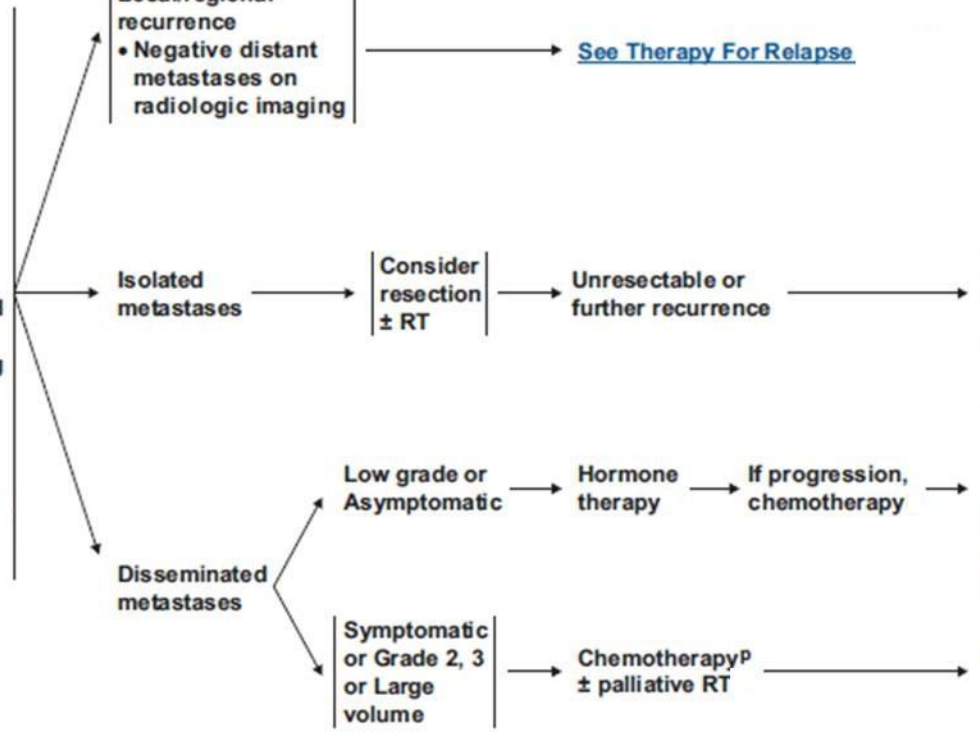 recurrence
• Negative distant
metastases on
radiologic imaging
See Therapy For Relapse
Isolated
metastases
Consider
resection
± RT
Unresectable or
further recurrence
Low grade or
Asymptomatic
Hormone
therapy
If progression,
chemotherapy
Disseminated
metastases
Symptomatic
or Grade 2, 3
or Large
volume
Chemotherapyᵖ
± palliative RT